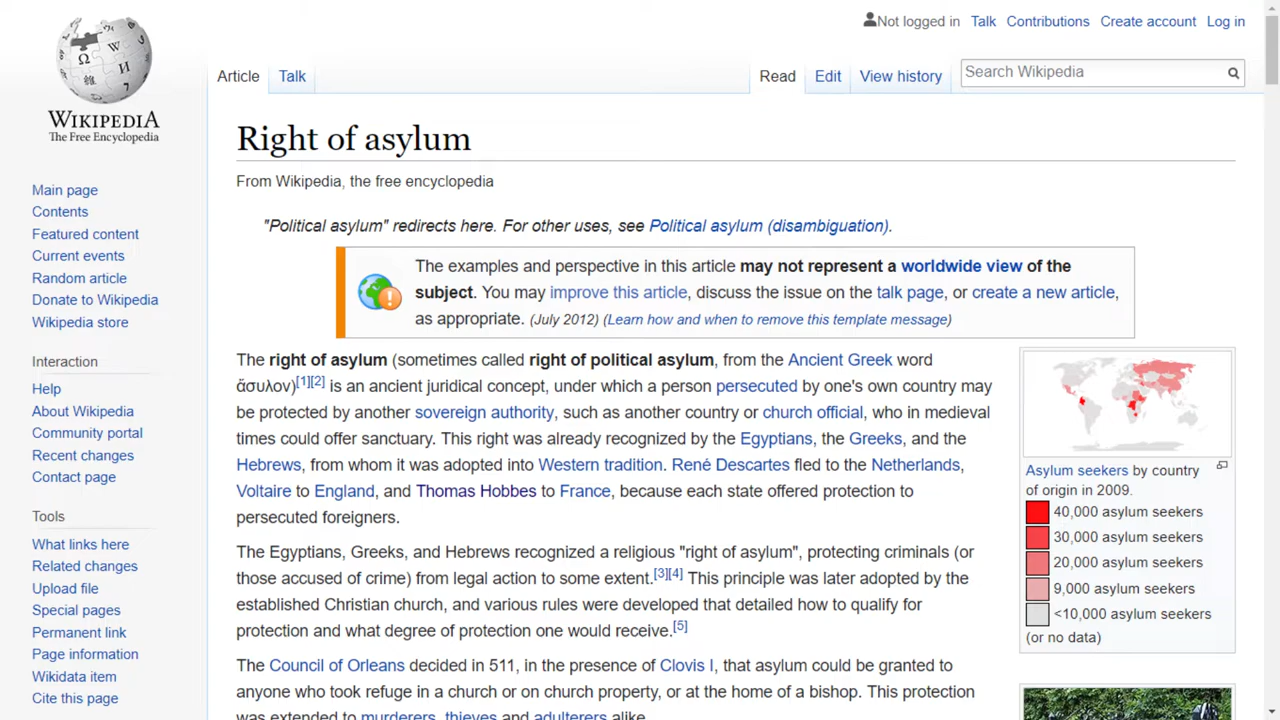 Not logged in Talk Contributions Create account Log in
WIKIPEDIA
The Free Encyclopedia
Article Talk
Read Edit View history
Search Wikipedia
Main page
Contents
Featured content
Current events
Random article
Donate to Wikipedia
Wikipedia store
Interaction
Help
About Wikipedia
Community portal
Recent changes
Contact page
Tools
What links here
Related changes
Upload file
Special pages
Permanent link
Page information
Wikidata item
Cite this page
Right of asylum
From Wikipedia, the free encyclopedia
"Political asylum" redirects here. For other uses, see Political asylum (disambiguation).
The examples and perspective in this article may not represent a worldwide view of the
subject. You may improve this article, discuss the issue on the talk page, or create a new article,
as appropriate. (July 2012) (Learn how and when to remove this template message)
The right of asylum (sometimes called right of political asylum, from the Ancient Greek word
ἄσυλον)[1][2] is an ancient juridical concept, under which a person persecuted by one's own country may
be protected by another sovereign authority, such as another country or church official, who in medieval
times could offer sanctuary. This right was already recognized by the Egyptians, the Greeks, and the
Hebrews, from whom it was adopted into Western tradition. René Descartes fled to the Netherlands,
Voltaire to England, and Thomas Hobbes to France, because each state offered protection to
persecuted foreigners.
The Egyptians, Greeks, and Hebrews recognized a religious "right of asylum", protecting criminals (or
those accused of crime) from legal action to some extent.[3][4] This principle was later adopted by the
established Christian church, and various rules were developed that detailed how to qualify for
protection and what degree of protection one would receive.[5]
The Council of Orleans decided in 511, in the presence of Clovis I, that asylum could be granted to
anyone who took refuge in a church or on church property, or at the home of a bishop. This protection
was extended to murderers, thieves and adulterers alike.
Asylum seekers by country
of origin in 2009.
40,000 asylum seekers
30,000 asylum seekers
20,000 asylum seekers
9,000 asylum seekers
<10,000 asylum seekers
(or no data)